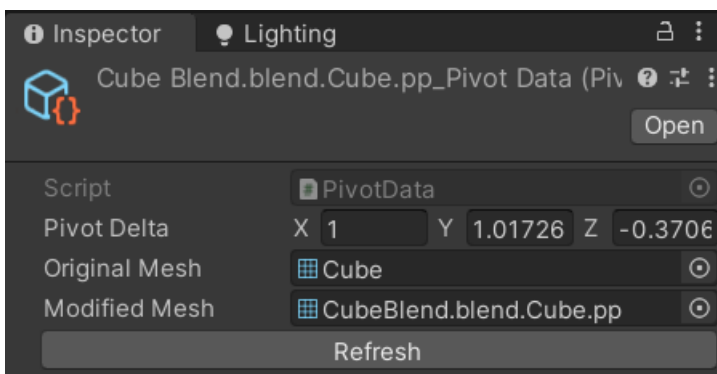 Inspector Lighting
Cube Blend.blend.Cube.pp_Pivot Data (Piv
Open
Script PivotData
Pivot Delta X 1 Y 1.01726 Z -0.3706
Original Mesh Cube
Modified Mesh CubeBlend.blend.Cube.pp
Refresh